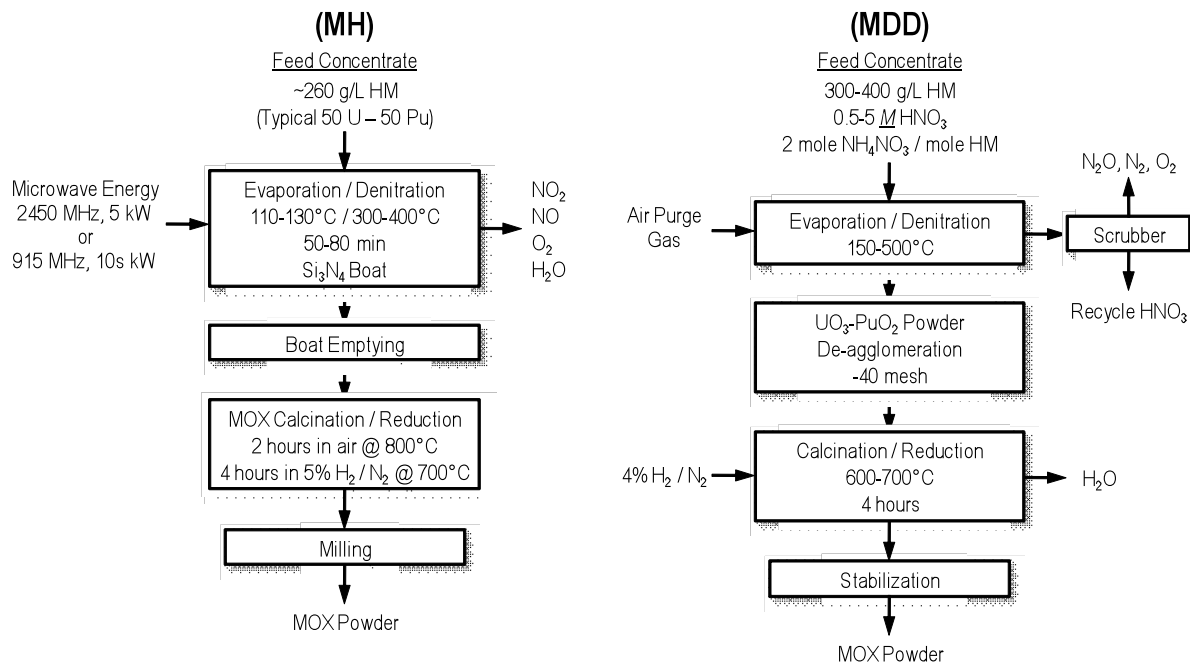 (MH)
Feed Concentrate
~260 g/L HM
(Typical 50 U – 50 Pu)
Microwave Energy
2450 MHz, 5 kW
or
915 MHz, 10s kW
Evaporation / Denitration
110-130°C / 300-400°C
50-80 min
Si₃N₄ Boat
NO₂
NO
O₂
H₂O
Boat Emptying
MOX Calcination / Reduction
2 hours in air @ 800°C
4 hours in 5% H₂ / N₂ @ 700°C
Milling
MOX Powder
(MDD)
Feed Concentrate
300-400 g/L HM
0.5-5 M HNO₃
2 mole NH₄NO₃ / mole HM
Air Purge
Gas
Evaporation / Denitration
150-500°C
N₂O, N₂, O₂
Scrubber
Recycle HNO₃
UO₃-PuO₂ Powder
De-agglomeration
-40 mesh
4% H₂ / N₂
Calcination / Reduction
600-700°C
4 hours
H₂O
Stabilization
MOX Powder